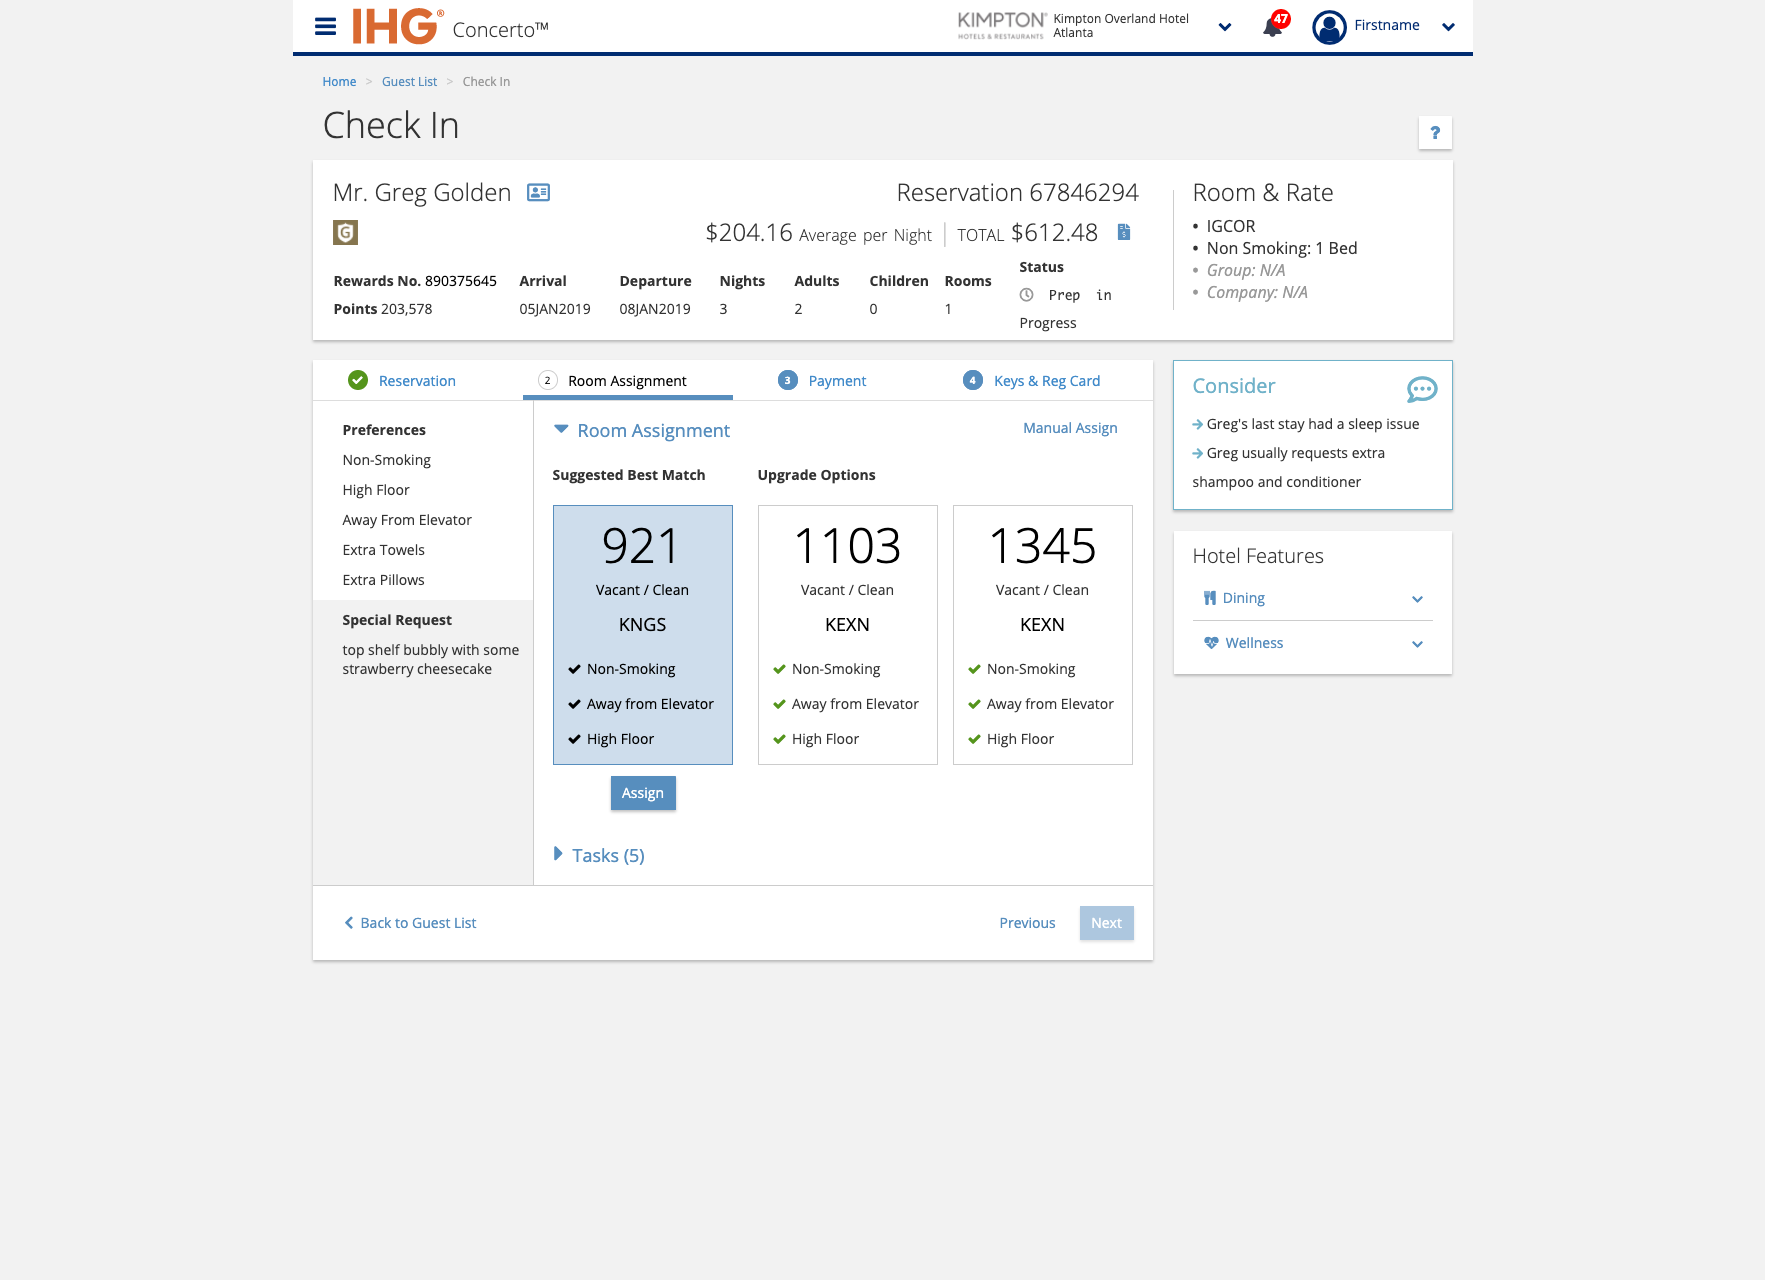 IHG® Concerto™
KIMPTON®
HOTELS & RESTAURANTS
Kimpton Overland Hotel
Atlanta
47
Firstname
Home > Guest List > Check In
Check In
?
Mr. Greg Golden
Reservation 67846294
G
$204.16 Average per Night | TOTAL $612.48
Rewards No. 890375645
Points 203,578
Arrival
05JAN2019
Departure
08JAN2019
Nights
3
Adults
2
Children
0
Rooms
1
Status
Prep in
Progress
Room & Rate
• IGCOR
• Non Smoking: 1 Bed
• Group: N/A
• Company: N/A
Reservation
2 Room Assignment
3 Payment
4 Keys & Reg Card
Preferences
Non-Smoking
High Floor
Away From Elevator
Extra Towels
Extra Pillows
Special Request
top shelf bubbly with some
strawberry cheesecake
Room Assignment
Manual Assign
Suggested Best Match
921
Vacant / Clean
KNGS
Non-Smoking
Away from Elevator
High Floor
Assign
Upgrade Options
1103
Vacant / Clean
KEXN
Non-Smoking
Away from Elevator
High Floor
1345
Vacant / Clean
KEXN
Non-Smoking
Away from Elevator
High Floor
Tasks (5)
Back to Guest List
Previous
Next
Consider
Greg's last stay had a sleep issue
Greg usually requests extra
shampoo and conditioner
Hotel Features
Dining
Wellness